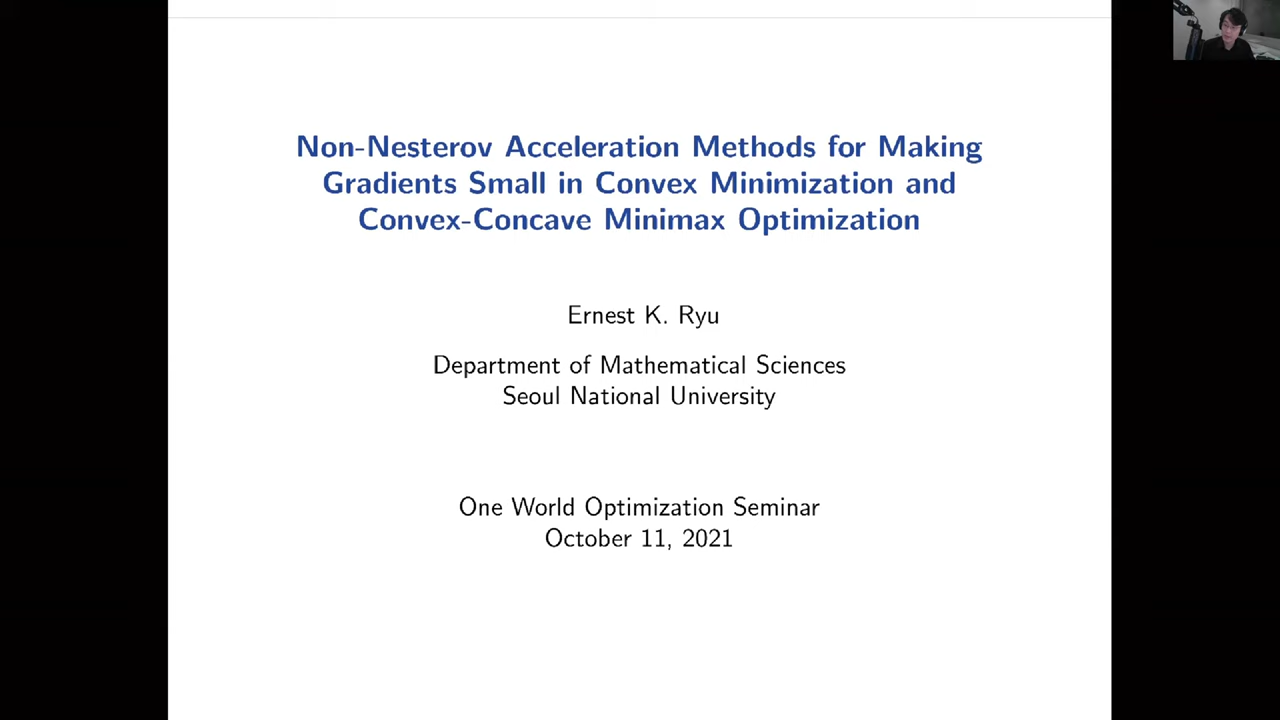 Non-Nesterov Acceleration Methods for Making
Gradients Small in Convex Minimization and
Convex-Concave Minimax Optimization
Ernest K. Ryu
Department of Mathematical Sciences
Seoul National University
One World Optimization Seminar
October 11, 2021